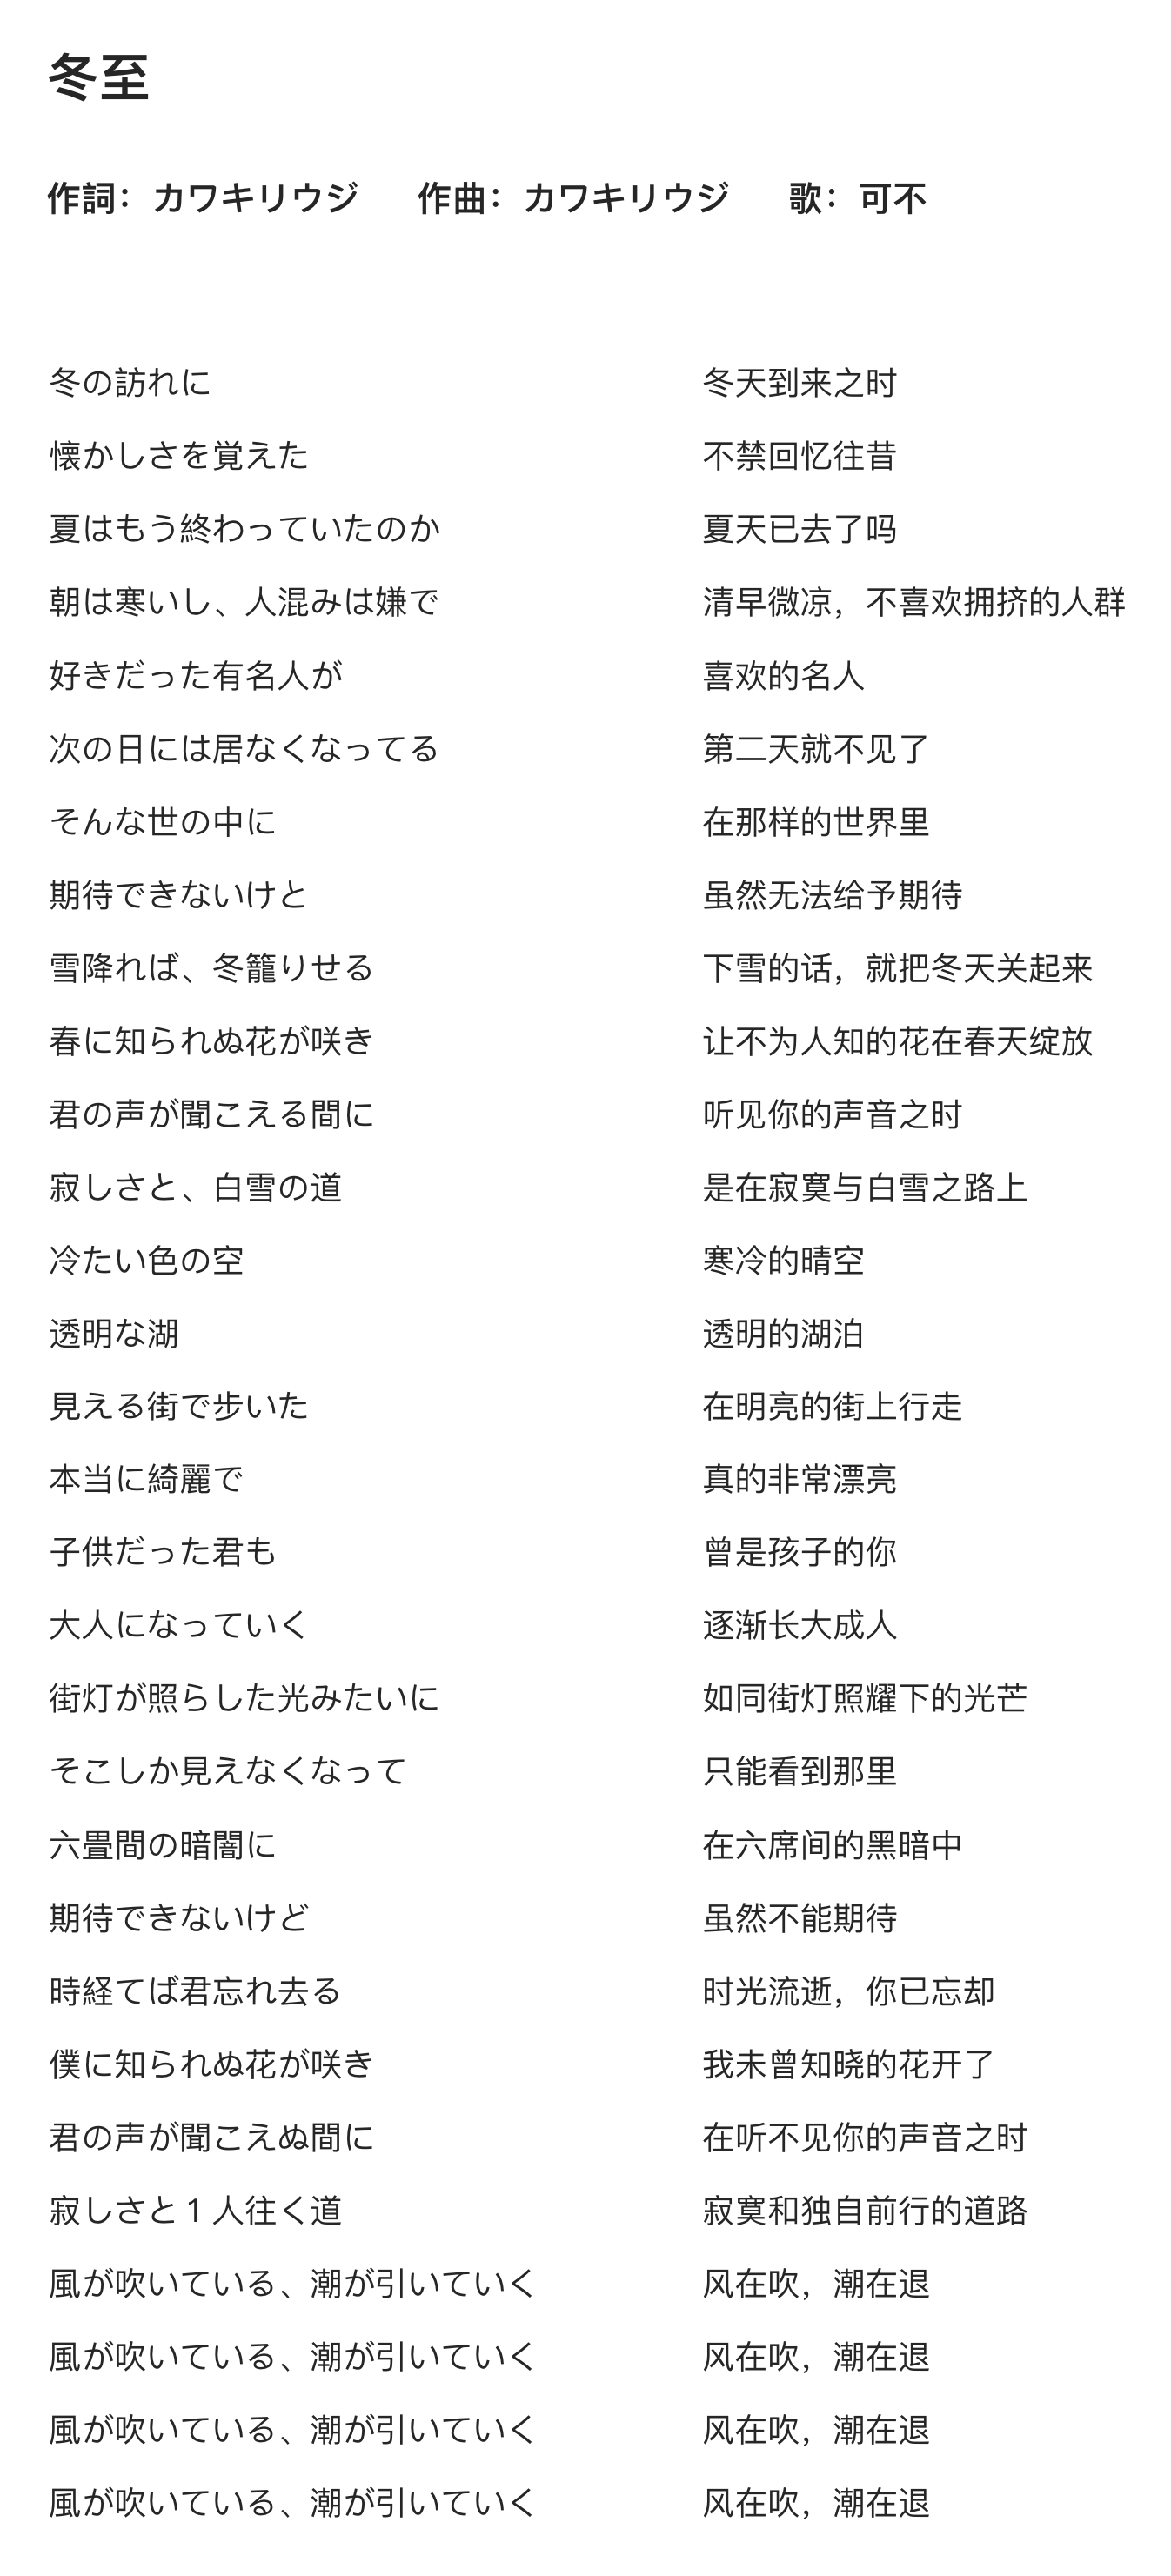 冬至
作詞：カワキリウジ　作曲：カワキリウジ　歌：可不
冬の訪れに　冬天到来之时
懐かしさを覚えた　不禁回忆往昔
夏はもう終わっていたのか　夏天已去了吗
朝は寒いし、人混みは嫌で　清早微凉，不喜欢拥挤的人群
好きだった有名人が　喜欢的名人
次の日には居なくなってる　第二天就不见了
そんな世の中に　在那样的世界里
期待できないけと　虽然无法给予期待
雪降れば、冬籠りせる　下雪的话，就把冬天关起来
春に知られぬ花が咲き　让不为人知的花在春天绽放
君の声が聞こえる間に　听见你的声音之时
寂しさと、白雪の道　是在寂寞与白雪之路上
冷たい色の空　寒冷的晴空
透明な湖　透明的湖泊
見える街で歩いた　在明亮的街上行走
本当に綺麗で　真的非常漂亮
子供だった君も　曾是孩子的你
大人になっていく　逐渐长大成人
街灯が照らした光みたいに　如同街灯照耀下的光芒
そこしか見えなくなって　只能看到那里
六畳間の暗闇に　在六席间的黑暗中
期待できないけど　虽然不能期待
時経てば君忘れ去る　时光流逝，你已忘却
僕に知られぬ花が咲き　我未曾知晓的花开了
君の声が聞こえぬ間に　在听不见你的声音之时
寂しさと１人往く道　寂寞和独自前行的道路
風が吹いている、潮が引いていく　风在吹，潮在退
風が吹いている、潮が引いていく　风在吹，潮在退
風が吹いている、潮が引いていく　风在吹，潮在退
風が吹いている、潮が引いていく　风在吹，潮在退